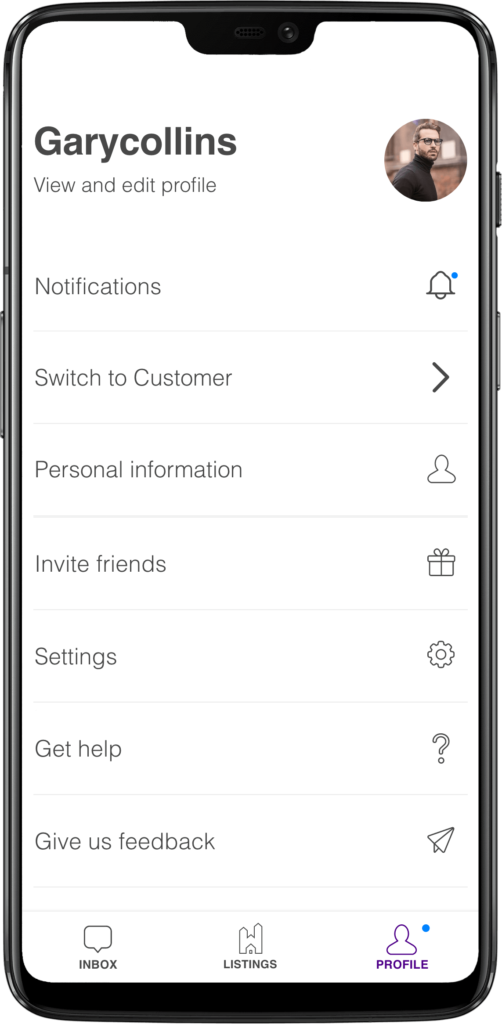 Garycollins
View and edit profile
Notifications
Switch to Customer
Personal information
Invite friends
Settings
Get help
Give us feedback
INBOX
LISTINGS
PROFILE